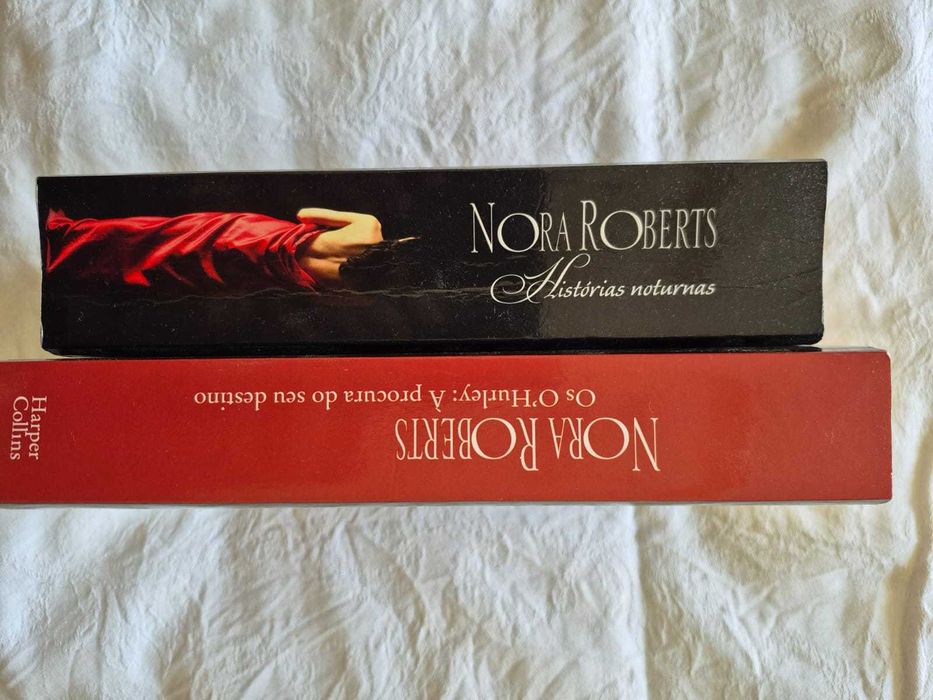 NORA ROBERTS
Histórias noturnas
NORA ROBERTS
Os O'Hurley: À procura do seu destino
Harper
Collins